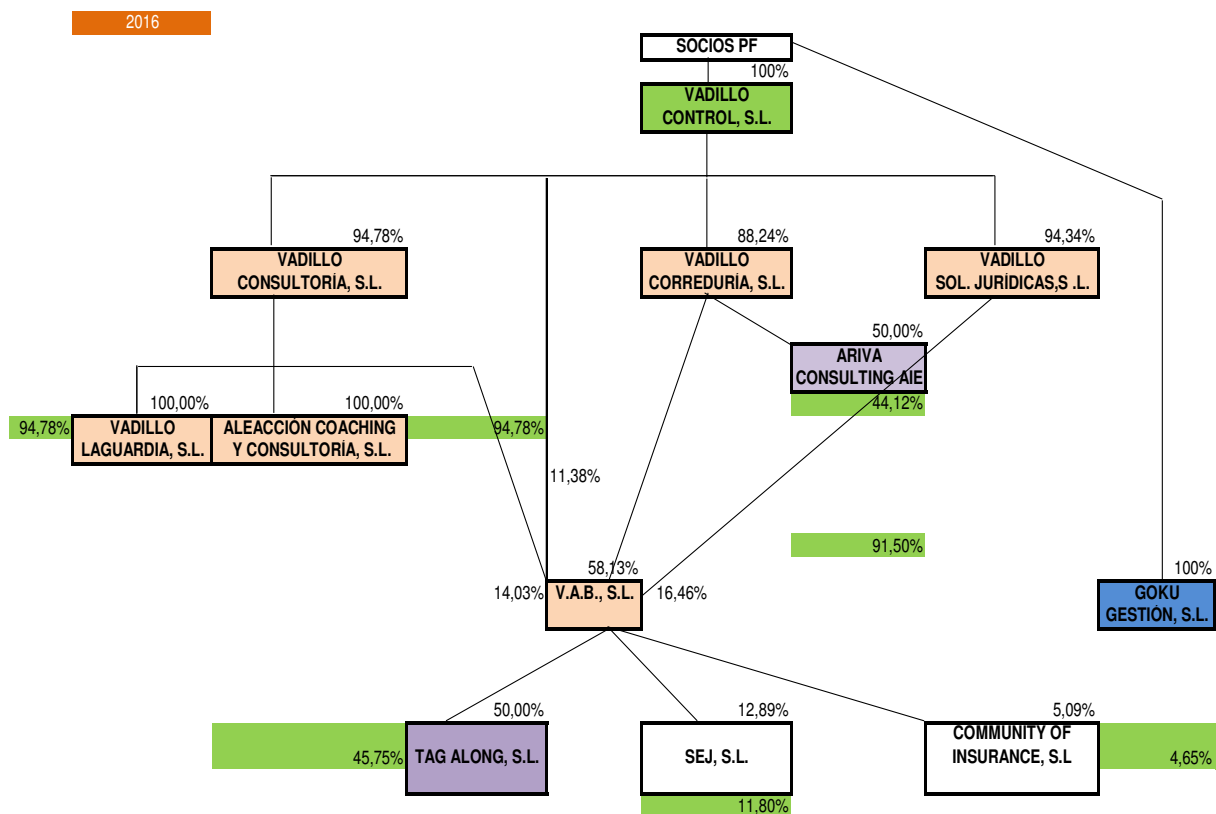 2016
SOCIOS PF
100%
VADILLO
CONTROL, S.L.
94,78%
88,24%
94,34%
VADILLO
CONSULTORÍA, S.L.
VADILLO
CORREDURÍA, S.L.
VADILLO
SOL. JURÍDICAS,S .L.
50,00%
ARIVA
CONSULTING AIE
44,12%
100,00%
100,00%
94,78%
VADILLO
LAGUARDIA, S.L.
ALEACCIÓN COACHING
Y CONSULTORÍA, S.L.
94,78%
11,38%
91,50%
58,13%
100%
14,03%
V.A.B., S.L.
16,46%
GOKU
GESTIÓN, S.L.
50,00%
12,89%
5,09%
45,75%
TAG ALONG, S.L.
SEJ, S.L.
COMMUNITY OF
INSURANCE, S.L
4,65%
11,80%